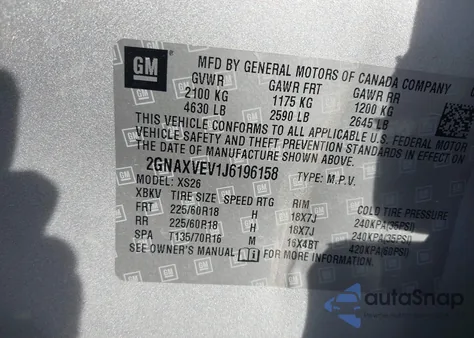 GM
MFD BY GENERAL MOTORS OF CANADA COMPANY
GVWR GAWR FRT GAWR RR
2100 KG 1175 KG 1200 KG
4630 LB 2590 LB 2645 LB
THIS VEHICLE CONFORMS TO ALL APPLICABLE U.S. FEDERAL MOTOR
VEHICLE SAFETY AND THEFT PREVENTION STANDARDS IN EFFECT ON
THE DATE OF MANUFACTURE SHOWN ABOVE.
2GNAXVEV1J6196158 TYPE: M.P.V.
MODEL: XS26
XBKV TIRE SIZE SPEED RTG RIM COLD TIRE PRESSURE
FRT 225/60R18 H 18X7J 240KPA(35PSI)
RR 225/60R18 H 18X7J 240KPA(35PSI)
SPA T135/70R16 M 16X4BT 420KPA(60PSI)
SEE OWNER'S MANUAL
autoSnap